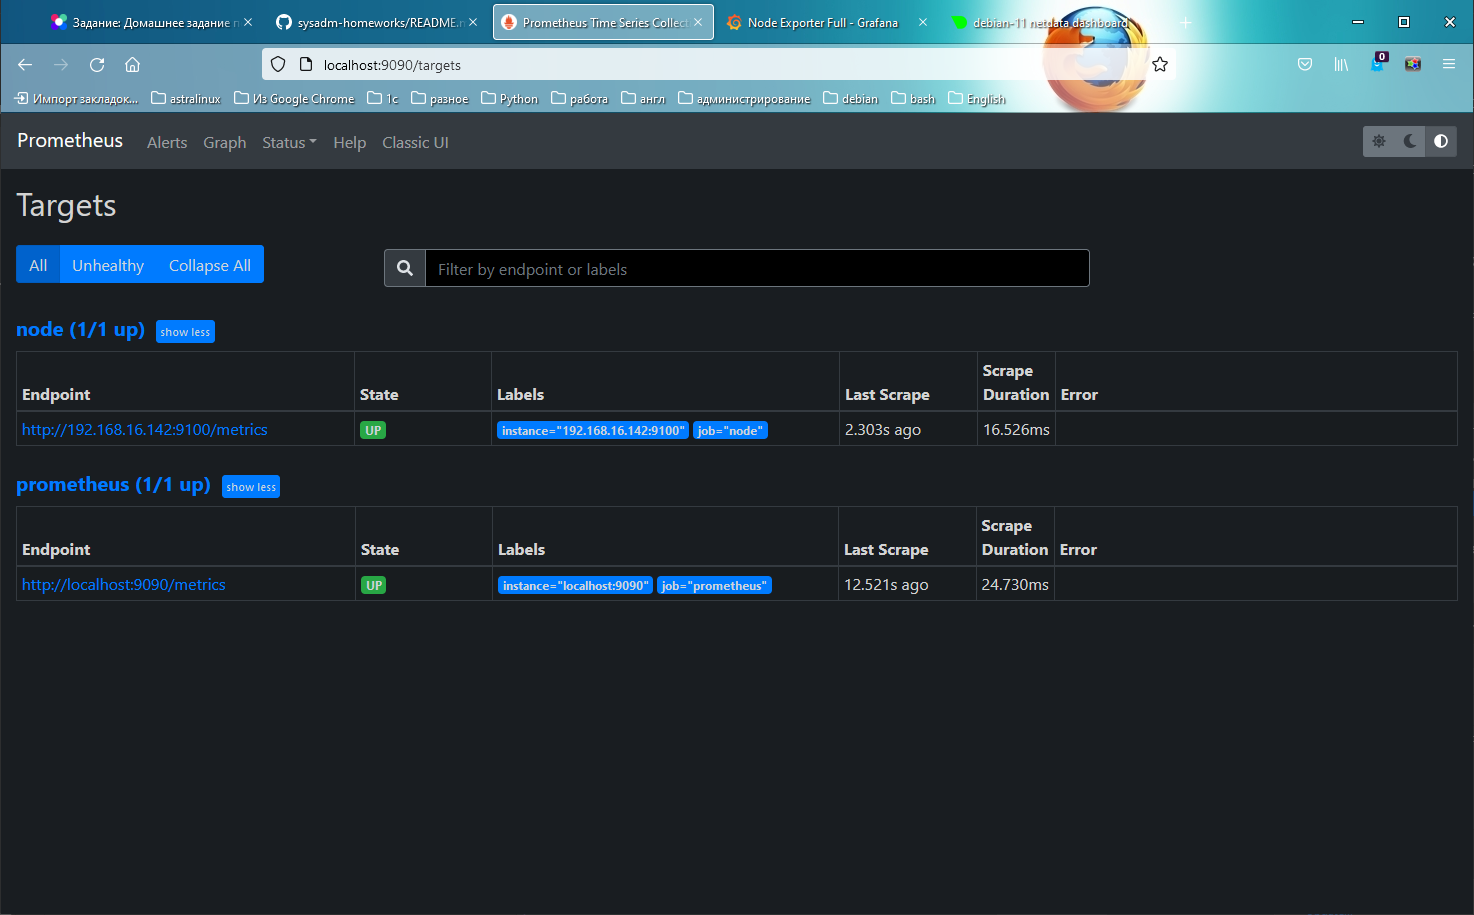 Задание: Домашнее задание п
sysadm-homeworks/README.m
Prometheus Time Series Collect
Node Exporter Full - Grafana
debian-11 netdata dashboard
localhost:9090/targets
0
Импорт закладок...
astralinux
Из Google Chrome
1c
разное
Python
работа
англ
администрирование
debian
bash
English
Prometheus Alerts Graph Status Help Classic UI
Targets
All Unhealthy Collapse All
Filter by endpoint or labels
node (1/1 up) show less
Endpoint State Labels Last Scrape Scrape Duration Error
http://192.168.16.142:9100/metrics UP instance="192.168.16.142:9100" job="node" 2.303s ago 16.526ms
prometheus (1/1 up) show less
Endpoint State Labels Last Scrape Scrape Duration Error
http://localhost:9090/metrics UP instance="localhost:9090" job="prometheus" 12.521s ago 24.730ms